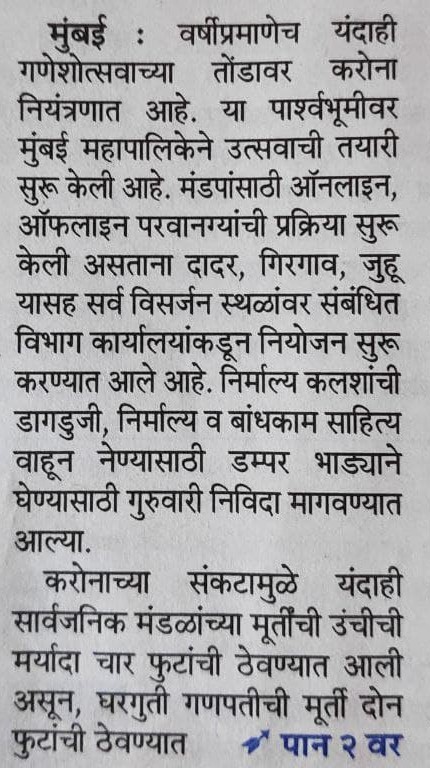 मुंबई : वर्षीप्रमाणेच यंदाही
गणेशोत्सवाच्या तोंडावर करोना
नियंत्रणात आहे. या पार्श्वभूमीवर
मुंबई महापालिकेने उत्सवाची तयारी
सुरू केली आहे. मंडपांसाठी ऑनलाइन,
ऑफलाइन परवानग्यांची प्रक्रिया सुरू
केली असताना दादर, गिरगाव, जुहू
यासह सर्व विसर्जन स्थळांवर संबंधित
विभाग कार्यालयांकडून नियोजन सुरू
करण्यात आले आहे. निर्माल्य कलशांची
डागडुजी, निर्माल्य व बांधकाम साहित्य
वाहून नेण्यासाठी डम्पर भाड्याने
घेण्यासाठी गुरुवारी निविदा मागवण्यात
आल्या.
करोनाच्या संकटामुळे यंदाही
सार्वजनिक मंडळांच्या मूर्तींची उंचीची
मर्यादा चार फुटांची ठेवण्यात आली
असून, घरगुती गणपतीची मूर्ती दोन
फुटांची ठेवण्यात पान २ वर